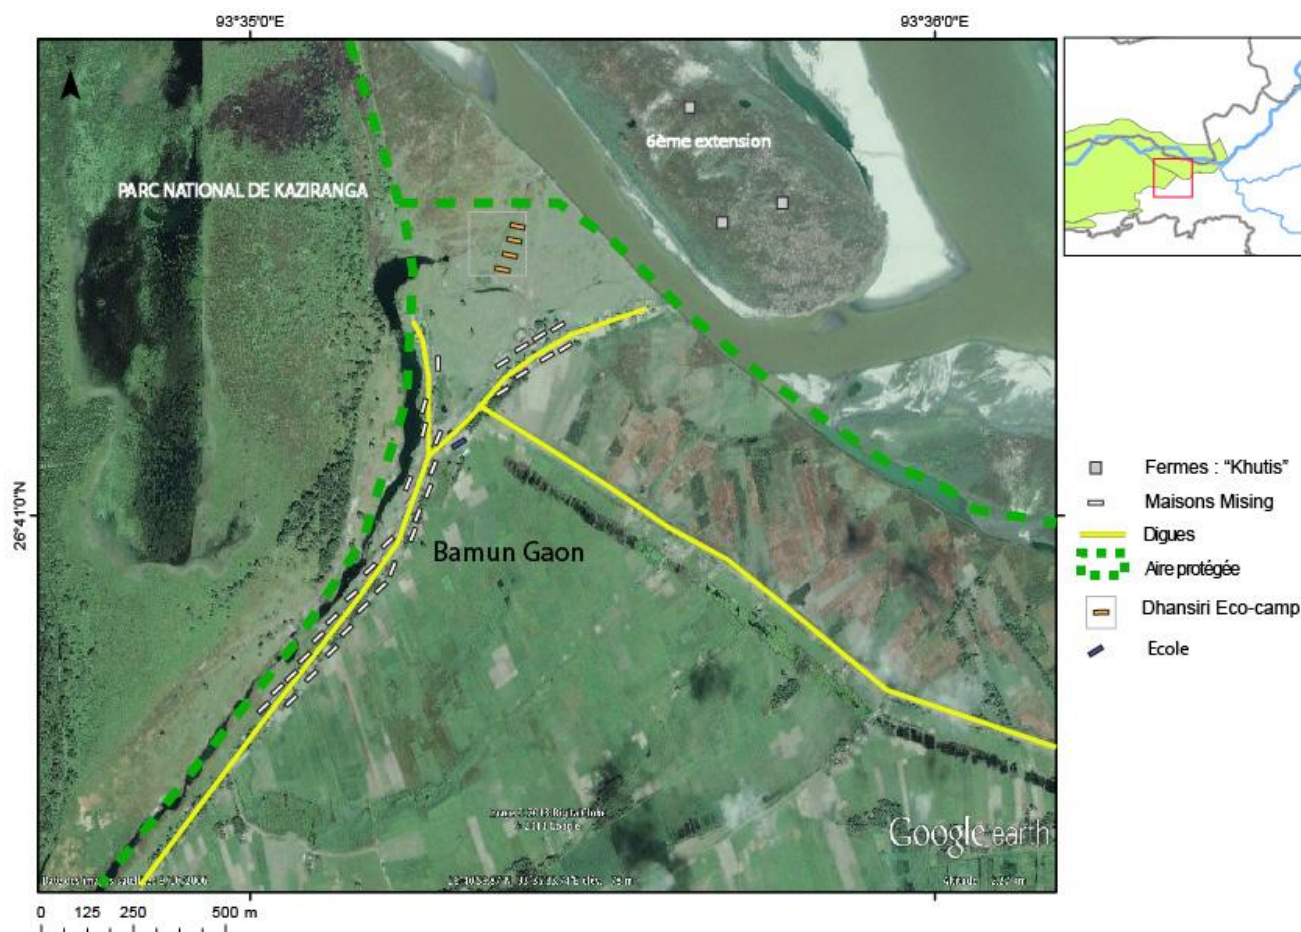 93°35'0"E
93°36'0"E
6ème extension
PARC NATIONAL DE KAZIRANGA
26°41'0"N
Bamun Gaon
Fermes : “Khutis”
Maisons Mising
Digues
Aire protégée
Dhansiri Eco-camp
Ecole
Google earth
0 125 250 500 m